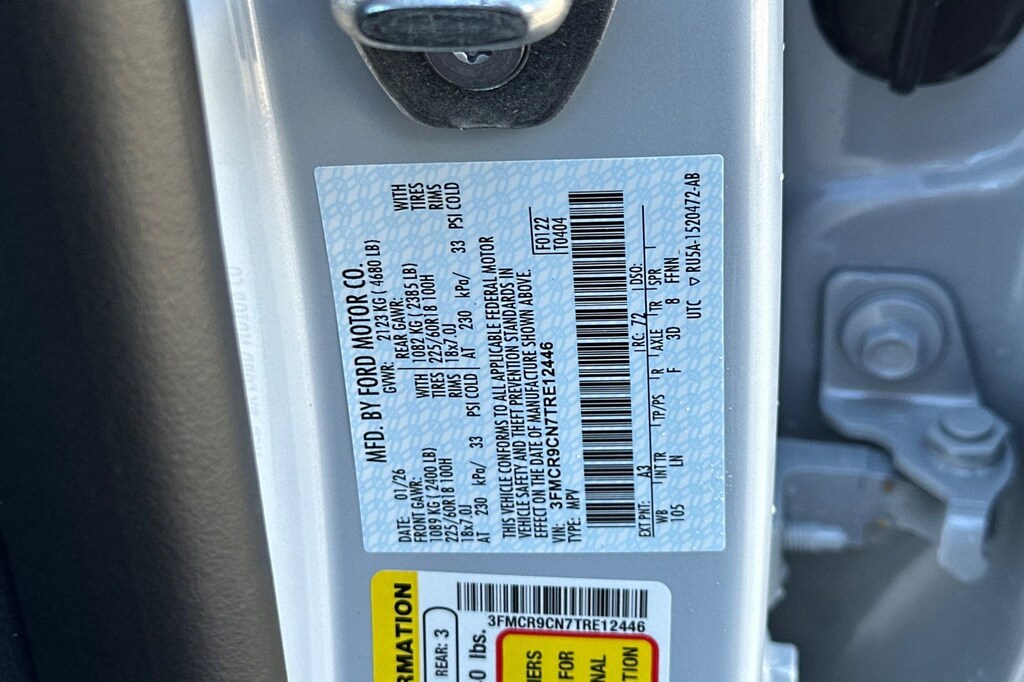 MFD. BY FORD MOTOR CO.
DATE: 01/26 GVWR: 2123 KG ( 4680 LB)
FRONT GAWR: REAR GAWR:
1089 KG ( 2400 LB) WITH 1082 KG ( 2385 LB) WITH
225/60R18 100H TIRES 225/60R18 100H TIRES
18x7.0J RIMS 18x7.0J RIMS
AT 230 kPa/ 33 PSI COLD AT 230 kPa/ 33 PSI COLD
THIS VEHICLE CONFORMS TO ALL APPLICABLE FEDERAL MOTOR
VEHICLE SAFETY AND THEFT PREVENTION STANDARDS IN
EFFECT ON THE DATE OF MANUFACTURE SHOWN ABOVE.
VIN: 3FMCR9CN7TRE12446
TYPE: MPV
F0122
T0404
EXT PNT: A3 RC: 72 DSO:
WB INT TR TP/PS R AXLE TR SPR
105 LN F 3D 8 FFNN
UTC ▽ RU5A-1520472-AB
3FMCR9CN7TRE12446
REAR: 3
lbs.